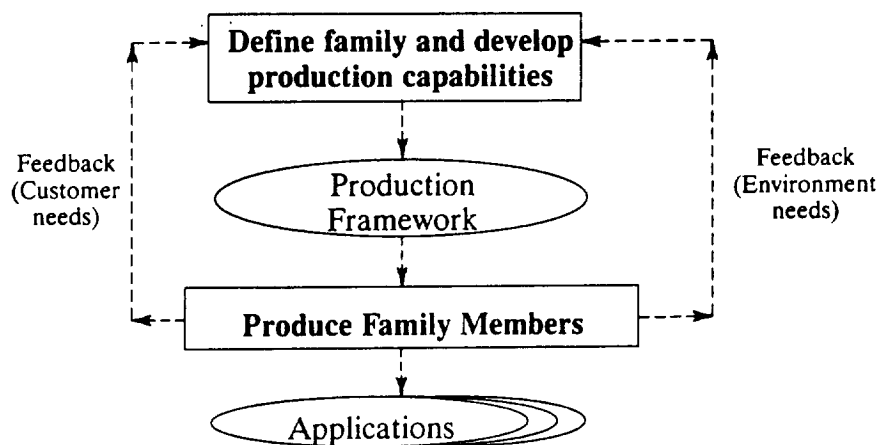 Define family and develop
production capabilities
Feedback
(Customer
needs)
Feedback
(Environment
needs)
Production
Framework
Produce Family Members
Applications